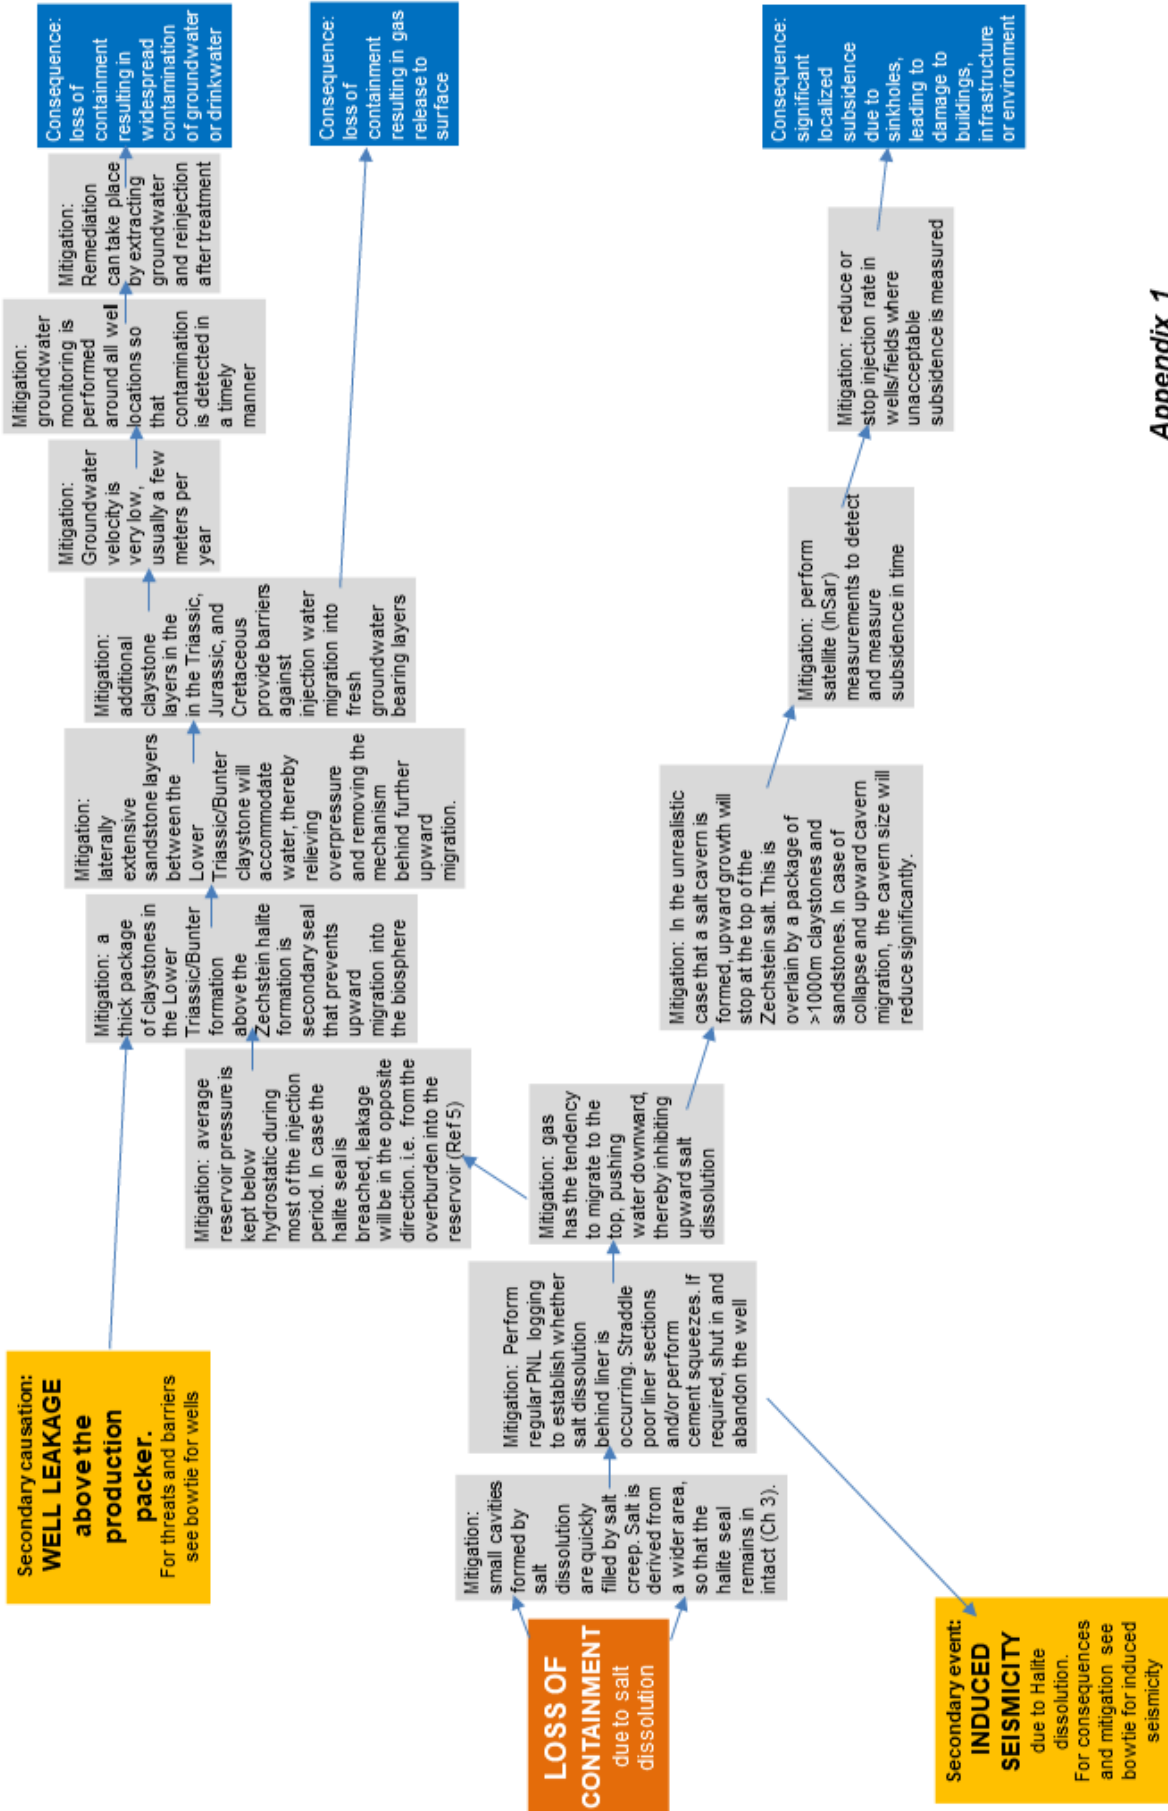 Secondary causation:
WELL LEAKAGE
above the
production
packer.
For threats and barriers
see bowtie for wells
LOSS OF
CONTAINMENT
due to salt
dissolution
Secondary event:
INDUCED
SEISMICITY
due to Halite
dissolution.
For consequences
and mitigation see
bowtie for induced
seismicity
Mitigation:
small cavities
formed by
salt
dissolution
are quickly
filled by salt
creep. Salt is
derived from
a wider area,
so that the
halite seal
remains in
intact (Ch 3).
Mitigation: Perform
regular PNL logging
to establish whether
salt dissolution
behind liner is
occurring. Straddle
poor liner sections
and/or perform
cement squeezes. If
required, shut in and
abandon the well
Mitigation: gas
has the tendency
to migrate to the
top, pushing
water downward,
thereby inhibiting
upward salt
dissolution
Mitigation: average
reservoir pressure is
kept below
hydrostatic during
most of the injection
period. In case the
halite seal is
breached, leakage
will be in the opposite
direction. i.e. from the
overburden into the
reservoir (Ref 5)
Mitigation: a
thick package
of claystones in
the Lower
Triassic/Bunter
formation
above the
Zechstein halite
formation is
secondary seal
that prevents
upward
migration into
the biosphere
Mitigation:
laterally
extensive
sandstone layers
between the
Lower
Triassic/Bunter
claystone will
accommodate
water, thereby
relieving
overpressure
and removing the
mechanism
behind further
upward
migration.
Mitigation:
additional
claystone
layers in the
in the Triassic,
Jurassic, and
Cretaceous
provide barriers
against
injection water
migration into
fresh
groundwater
bearing layers
Mitigation:
Groundwater
velocity is
very low,
usually a few
meters per
year
Mitigation:
groundwater
monitoring is
performed
around all well
locations so
that
contamination
is detected in
a timely
manner
Mitigation:
Remediation
can take place
by extracting
groundwater
and reinjection
after treatment
Consequence:
loss of
containment
resulting in
widespread
contamination
of groundwater
or drinkwater
Consequence:
loss of
containment
resulting in gas
release to
surface
Mitigation: In the unrealistic
case that a salt cavern is
formed, upward growth will
stop at the top of the
Zechstein salt. This is
overlain by a package of
>1000m claystones and
sandstones. In case of
collapse and upward cavern
migration, the cavern size will
reduce significantly.
Mitigation: perform
satellite (InSar)
measurements to detect
and measure
subsidence in time
Mitigation: reduce or
stop injection rate in
wells/fields where
unacceptable
subsidence is measured
Consequence:
significant
localized
subsidence
due to
sinkholes,
leading to
damage to
buildings,
infrastructure
or environment
Appendix 1